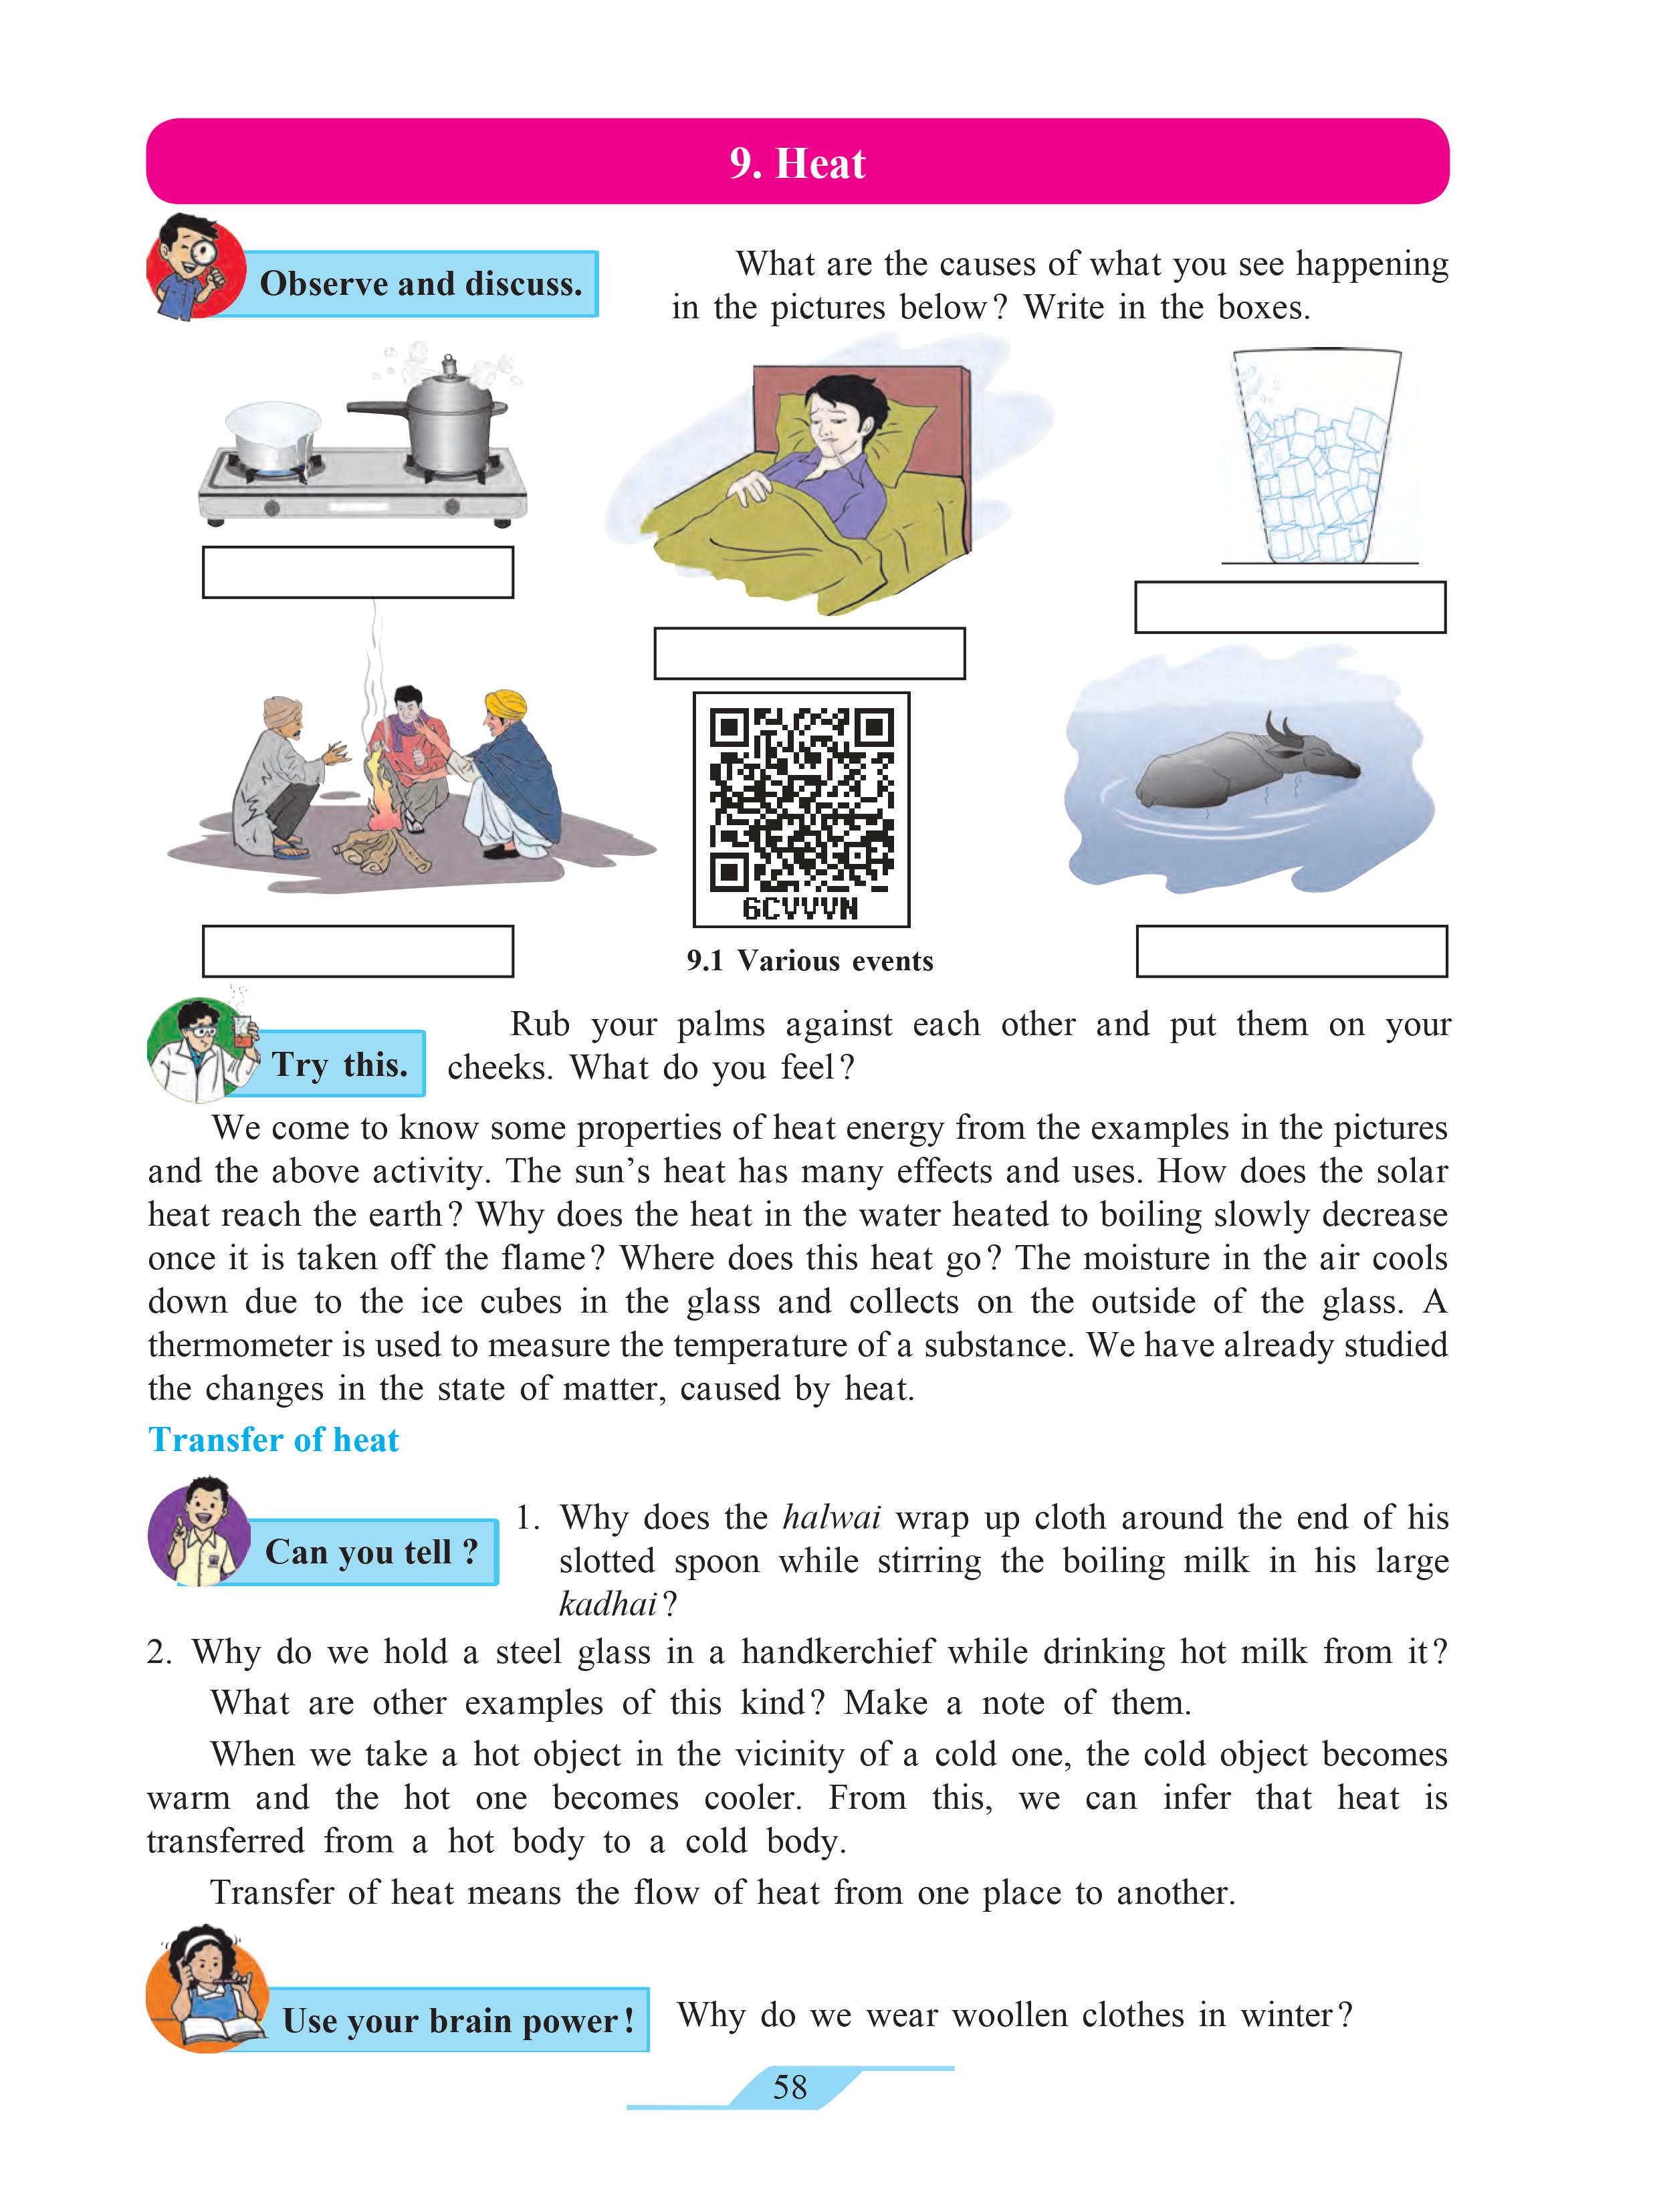 9. Heat
Observe and discuss.
What are the causes of what you see happening
in the pictures below? Write in the boxes.
6CVVVN
9.1 Various events
Try this.
Rub your palms against each other and put them on your
cheeks. What do you feel?
We come to know some properties of heat energy from the examples in the pictures
and the above activity. The sun’s heat has many effects and uses. How does the solar
heat reach the earth? Why does the heat in the water heated to boiling slowly decrease
once it is taken off the flame? Where does this heat go? The moisture in the air cools
down due to the ice cubes in the glass and collects on the outside of the glass. A
thermometer is used to measure the temperature of a substance. We have already studied
the changes in the state of matter, caused by heat.
Transfer of heat
Can you tell ?
1. Why does the halwai wrap up cloth around the end of his
slotted spoon while stirring the boiling milk in his large
kadhai?
2. Why do we hold a steel glass in a handkerchief while drinking hot milk from it?
What are other examples of this kind? Make a note of them.
When we take a hot object in the vicinity of a cold one, the cold object becomes
warm and the hot one becomes cooler. From this, we can infer that heat is
transferred from a hot body to a cold body.
Transfer of heat means the flow of heat from one place to another.
Use your brain power!
Why do we wear woollen clothes in winter?
58